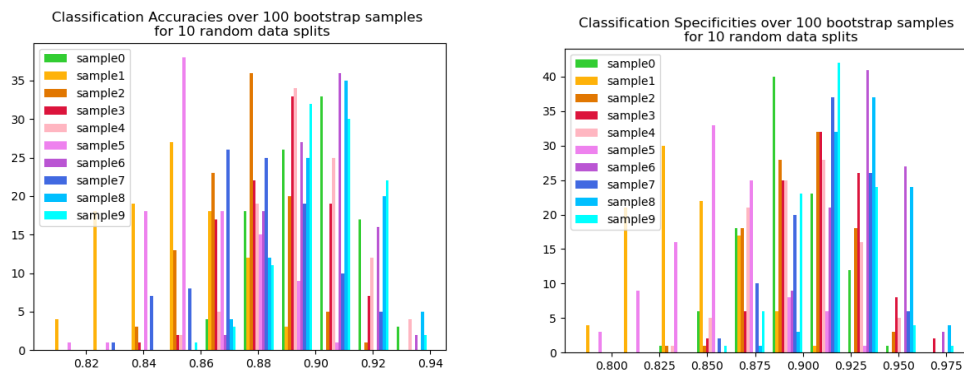 Classification Accuracies over 100 bootstrap samples
for 10 random data splits
sample0
sample1
sample2
sample3
sample4
sample5
sample6
sample7
sample8
sample9
35
30
25
20
15
10
5
0
0.82
0.84
0.86
0.88
0.90
0.92
0.94
Classification Specificities over 100 bootstrap samples
for 10 random data splits
sample0
sample1
sample2
sample3
sample4
sample5
sample6
sample7
sample8
sample9
40
30
20
10
0
0.800
0.825
0.850
0.875
0.900
0.925
0.950
0.975